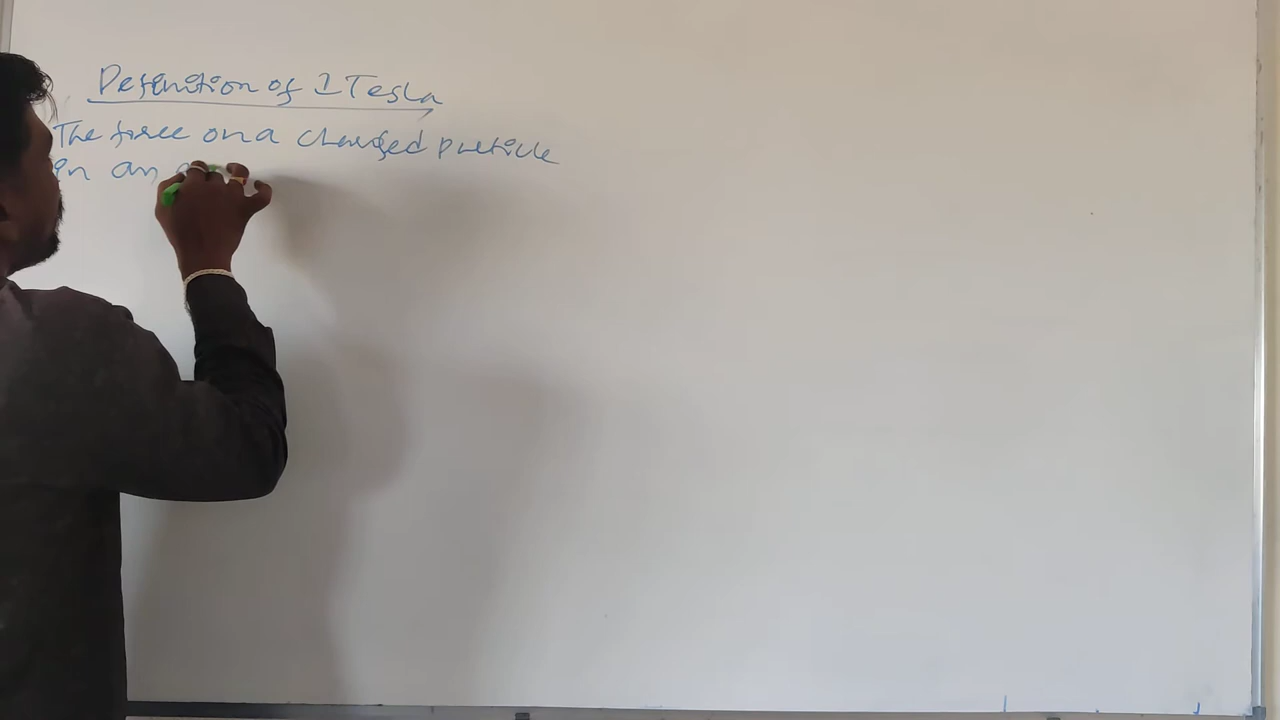 Definition of 1 Tesla
The force on a charged particle
in an